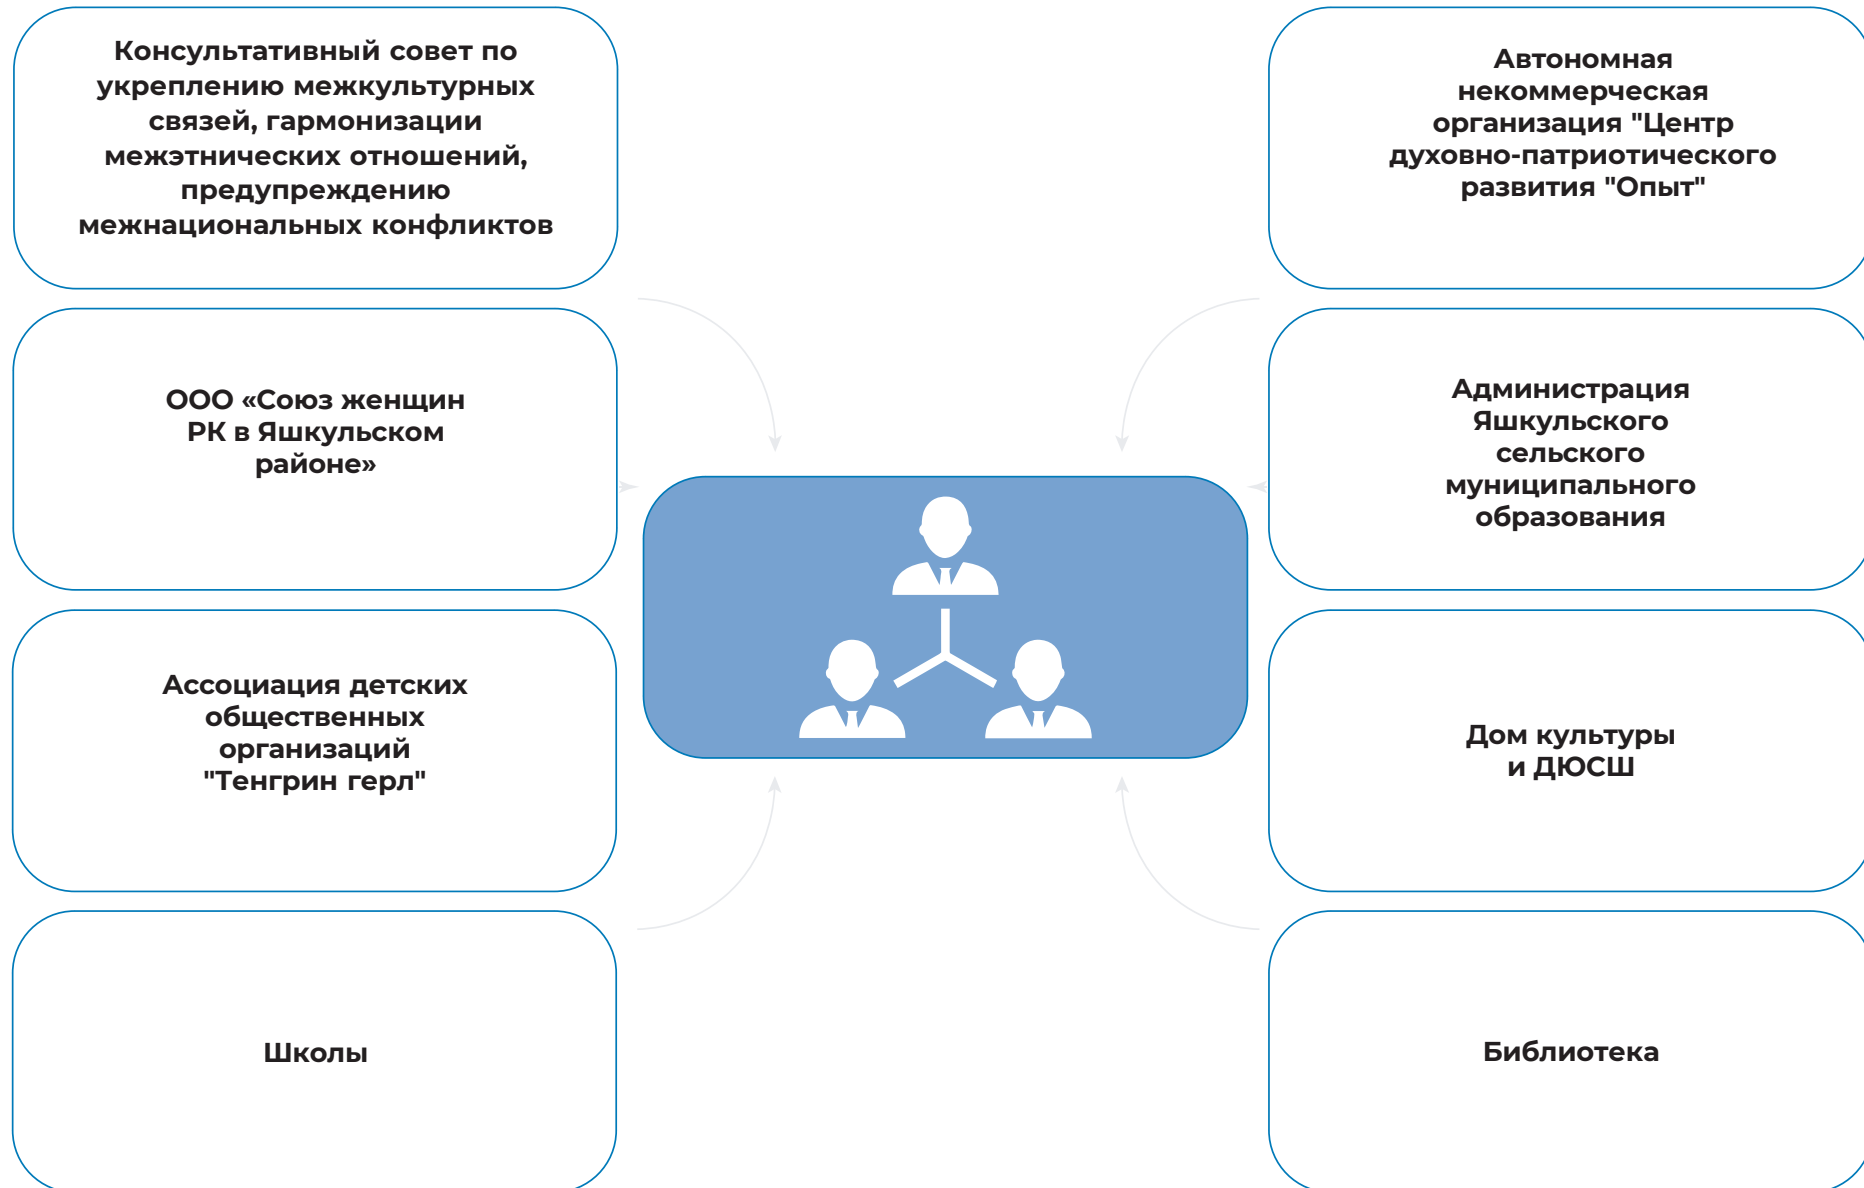 Консультативный совет по
укреплению межкультурных
связей, гармонизации
межэтнических отношений,
предупреждению
межнациональных конфликтов
ООО «Союз женщин
РК в Яшкульском
районе»
Ассоциация детских
общественных
организаций
"Тенгрин герл"
Школы
Автономная
некоммерческая
организация "Центр
духовно-патриотического
развития "Опыт"
Администрация
Яшкульского
сельского
муниципального
образования
Дом культуры
и ДЮСШ
Библиотека